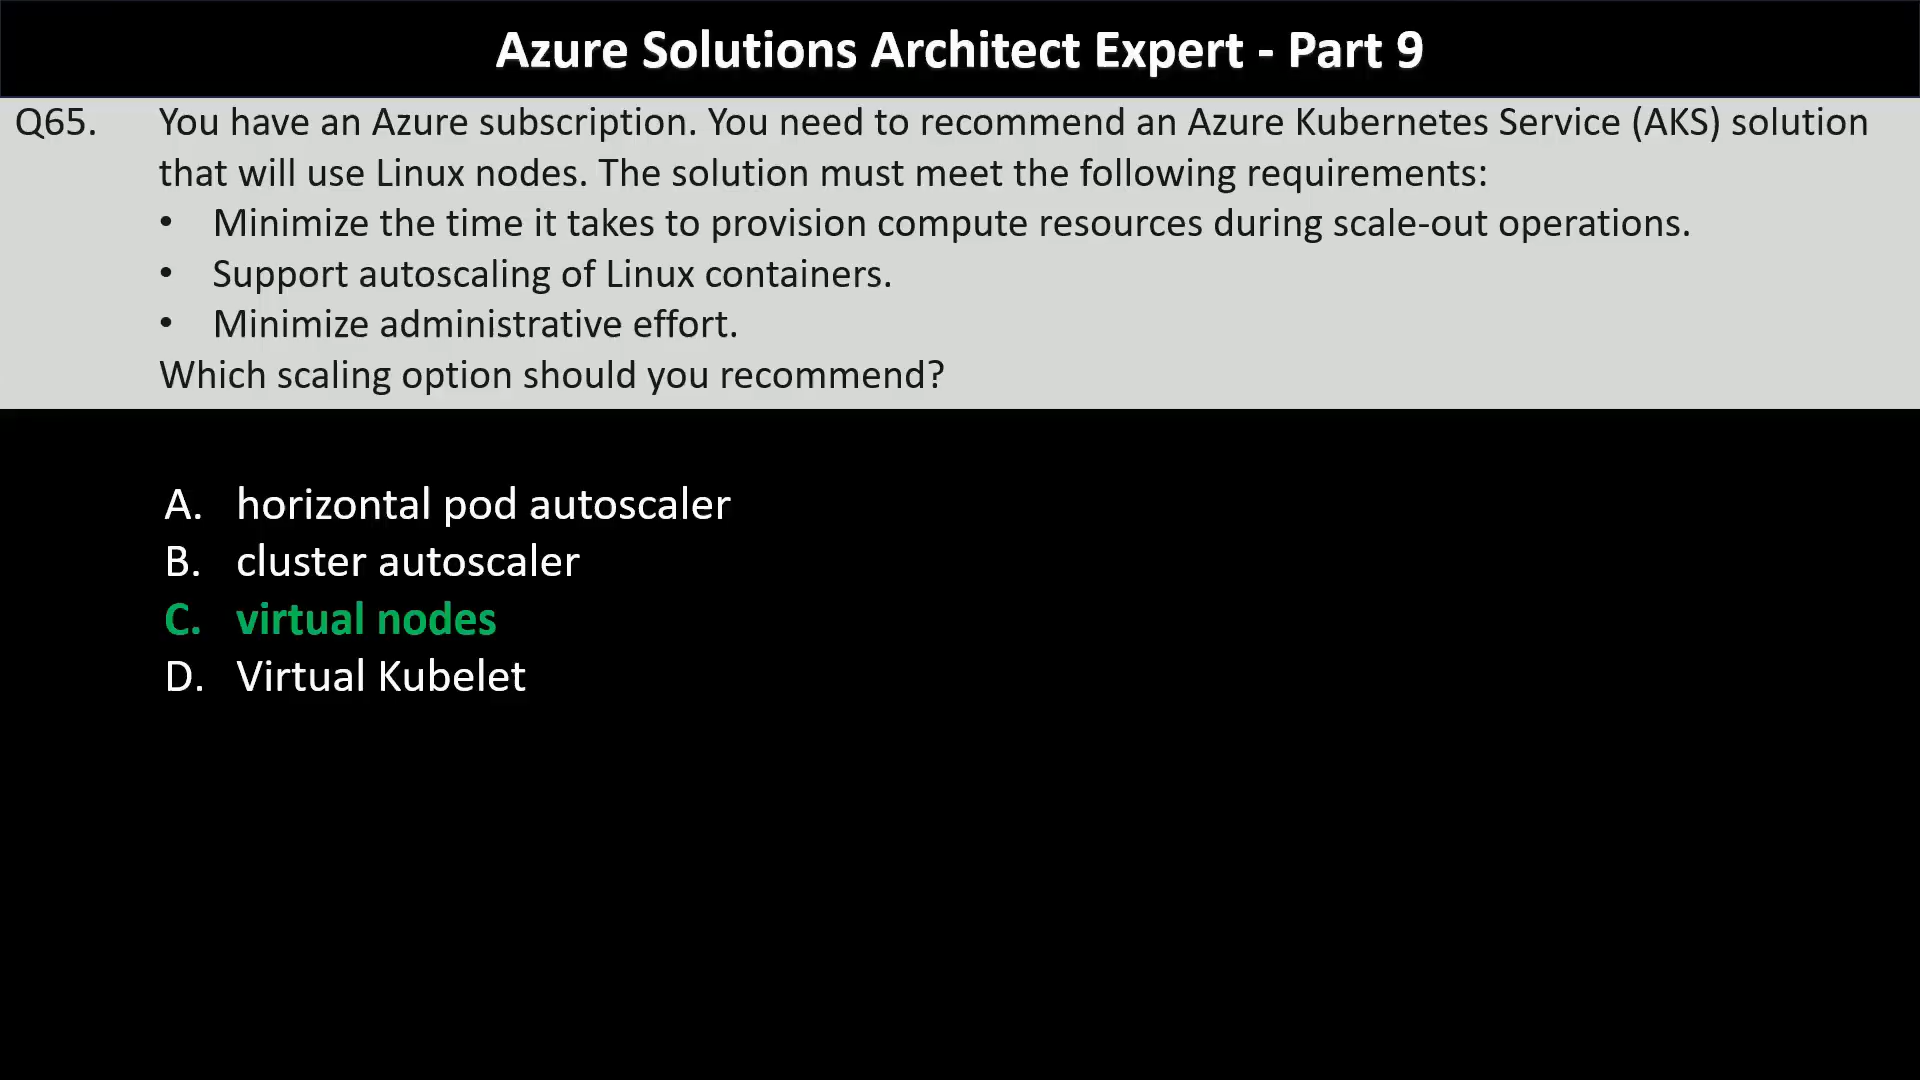 Azure Solutions Architect Expert - Part 9
Q65. You have an Azure subscription. You need to recommend an Azure Kubernetes Service (AKS) solution
that will use Linux nodes. The solution must meet the following requirements:
• Minimize the time it takes to provision compute resources during scale-out operations.
• Support autoscaling of Linux containers.
• Minimize administrative effort.
Which scaling option should you recommend?
A. horizontal pod autoscaler
B. cluster autoscaler
C. virtual nodes
D. Virtual Kubelet